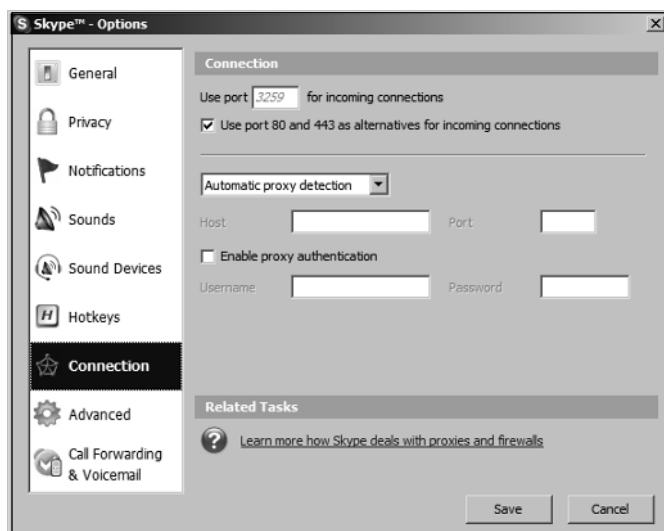 Skype™ - Options
General
Privacy
Notifications
Sounds
Sound Devices
Hotkeys
Connection
Advanced
Call Forwarding
& Voicemail
Connection
Use port 3259 for incoming connections
Use port 80 and 443 as alternatives for incoming connections
Automatic proxy detection
Host Port
Enable proxy authentication
Username Password
Related Tasks
Learn more how Skype deals with proxies and firewalls
Save Cancel